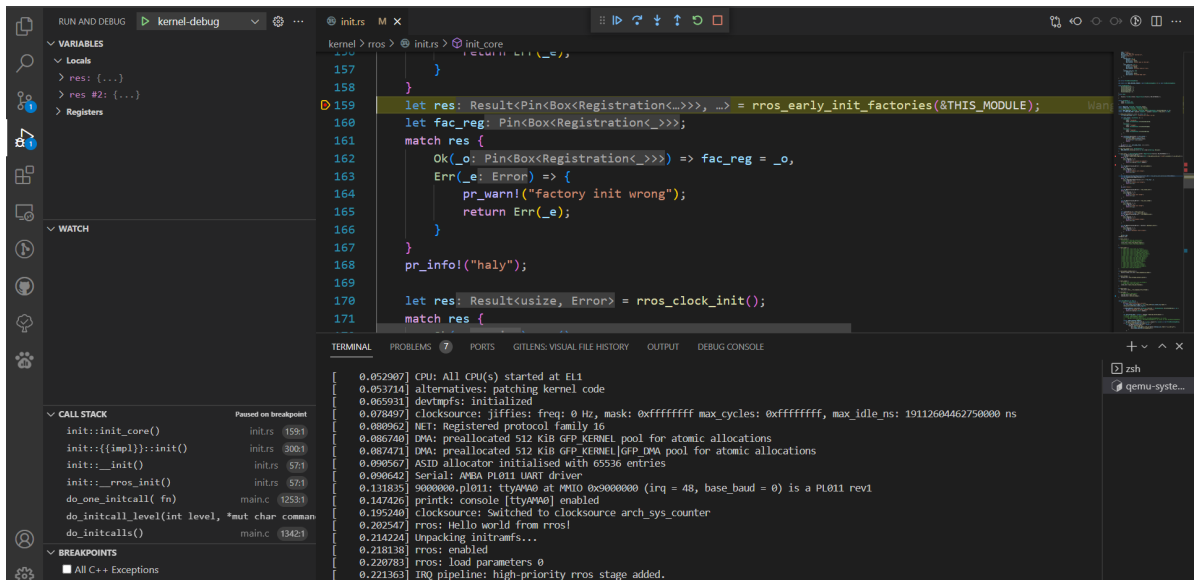 RUN AND DEBUG kernel-debug
init.rs M
kernel > rros > init.rs > init_core
VARIABLES
Locals
res: {...}
res #2: {...}
Registers
WATCH
CALL STACK Paused on breakpoint
init::init_core() init.rs 159:1
init::{{impl}}::init() init.rs 300:1
init::__init() init.rs 57:1
init::__rros_init() init.rs 57:1
do_one_initcall( fn) main.c 1253:1
do_initcall_level(int level, *mut char comman
do_initcalls() main.c 1342:1
BREAKPOINTS
All C++ Exceptions
1
1
156 return Err(_e);
157 }
158 }
159 let res: Result<Pin<Box<Registration<…>>>, …> = rros_early_init_factories(&THIS_MODULE); Wan
160 let fac_reg: Pin<Box<Registration<_>>>;
161 match res {
162 Ok(_o: Pin<Box<Registration<_>>>) => fac_reg = _o,
163 Err(_e: Error) => {
164 pr_warn!("factory init wrong");
165 return Err(_e);
166 }
167 }
168 pr_info!("haly");
169
170 let res: Result<usize, Error> = rros_clock_init();
171 match res {
TERMINAL PROBLEMS 7 PORTS GITLENS: VISUAL FILE HISTORY OUTPUT DEBUG CONSOLE
zsh
qemu-syste...
[ 0.052907] CPU: All CPU(s) started at EL1
[ 0.053714] alternatives: patching kernel code
[ 0.065931] devtmpfs: initialized
[ 0.078497] clocksource: jiffies: freq: 0 Hz, mask: 0xffffffff max_cycles: 0xffffffff, max_idle_ns: 19112604462750000 ns
[ 0.080962] NET: Registered protocol family 16
[ 0.086740] DMA: preallocated 512 KiB GFP_KERNEL pool for atomic allocations
[ 0.087471] DMA: preallocated 512 KiB GFP_KERNEL|GFP_DMA pool for atomic allocations
[ 0.090567] ASID allocator initialised with 65536 entries
[ 0.090642] Serial: AMBA PL011 UART driver
[ 0.131835] 9000000.pl011: ttyAMA0 at MMIO 0x9000000 (irq = 48, base_baud = 0) is a PL011 rev1
[ 0.147426] printk: console [ttyAMA0] enabled
[ 0.195240] clocksource: Switched to clocksource arch_sys_counter
[ 0.202547] rros: Hello world from rros!
[ 0.214224] Unpacking initramfs...
[ 0.218138] rros: enabled
[ 0.220783] rros: load parameters 0
[ 0.221363] IRQ pipeline: high-priority rros stage added.